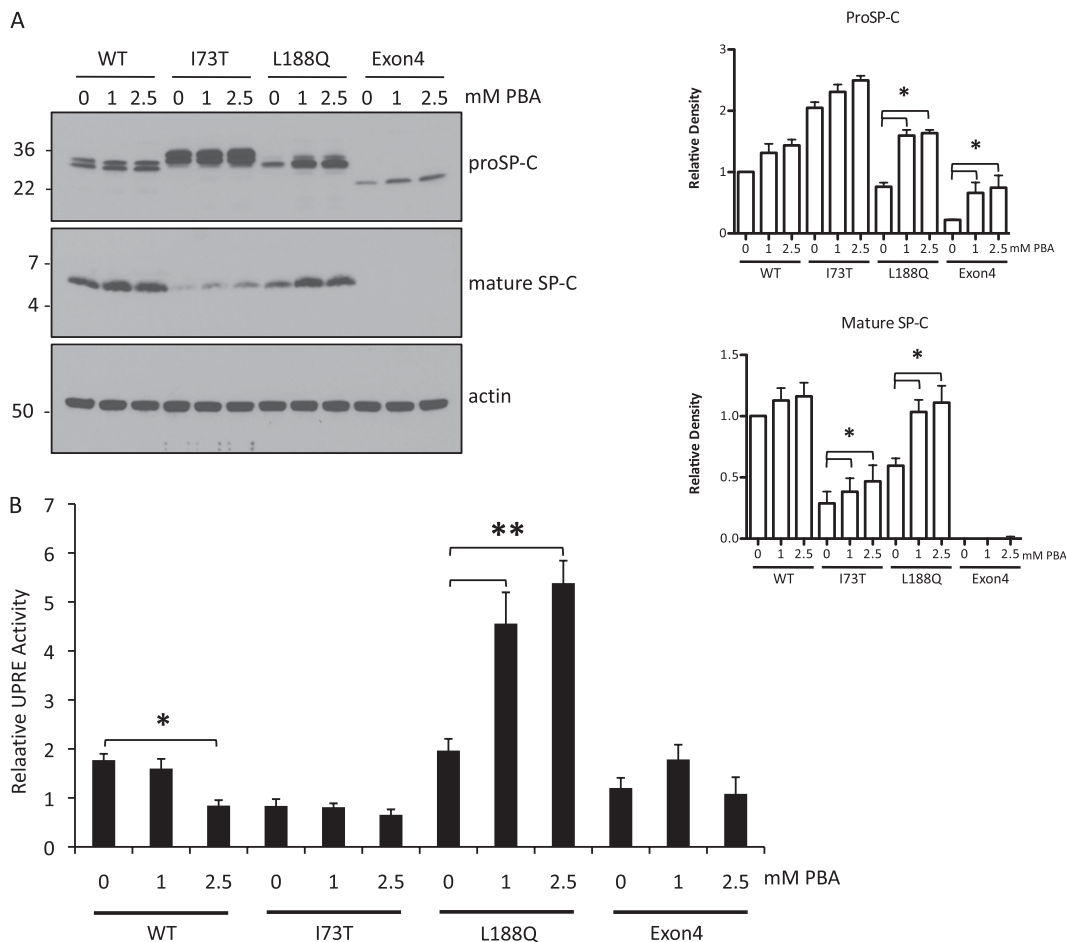 A
WT I73T L188Q Exon4
0 1 2.5 0 1 2.5 0 1 2.5 0 1 2.5 mM PBA
36 -
proSP-C
22 -
7 -
mature SP-C
4 -
actin
50 -
ProSP-C
Relative Density
3
2
1
0
* *
0 1 2.5 0 1 2.5 0 1 2.5 0 1 2.5 mM PBA
WT I73T L188Q Exon4
Mature SP-C
Relative Density
1.5
1.0
0.5
0.0
* *
0 1 2.5 0 1 2.5 0 1 2.5 0 1 2.5 mM PBA
WT I73T L188Q Exon4
B
Relaative UPRE Activity
7
6
5
4
3
2
1
0
* **
0 1 2.5 0 1 2.5 0 1 2.5 0 1 2.5 mM PBA
WT I73T L188Q Exon4